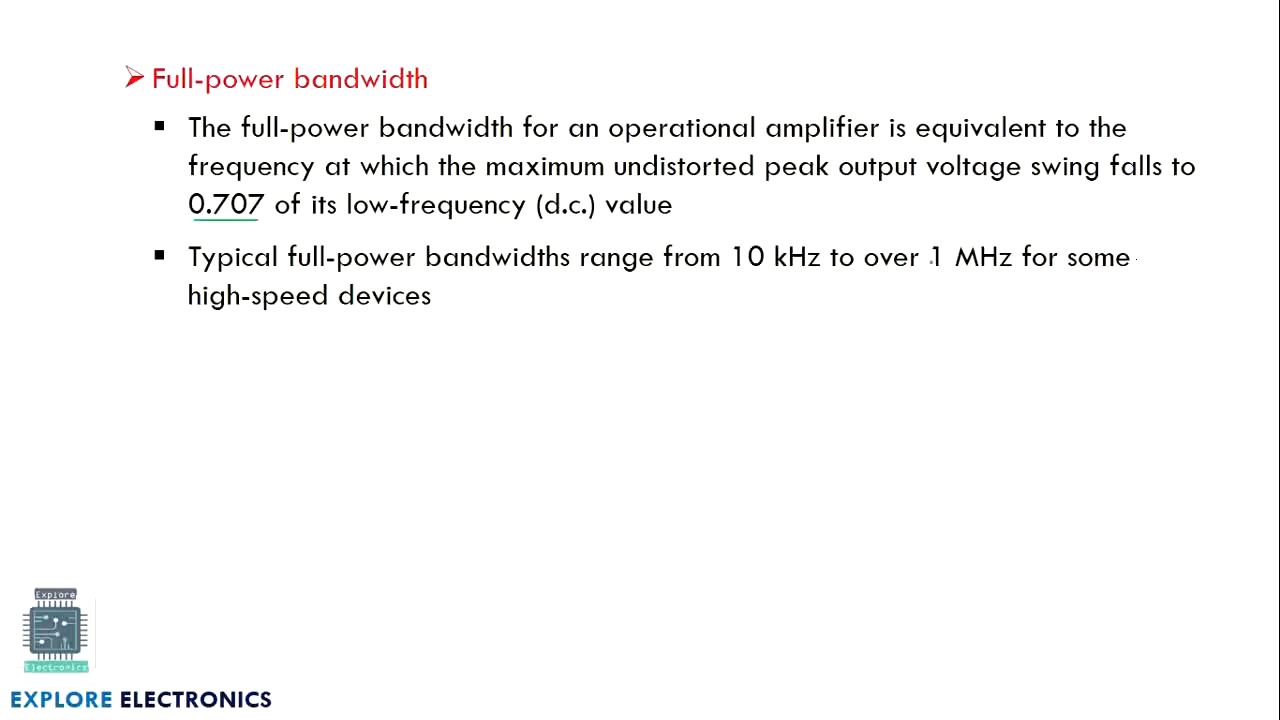 Full-power bandwidth
The full-power bandwidth for an operational amplifier is equivalent to the
frequency at which the maximum undistorted peak output voltage swing falls to
0.707 of its low-frequency (d.c.) value
Typical full-power bandwidths range from 10 kHz to over 1 MHz for some
high-speed devices
Explore
Electronics
EXPLORE ELECTRONICS